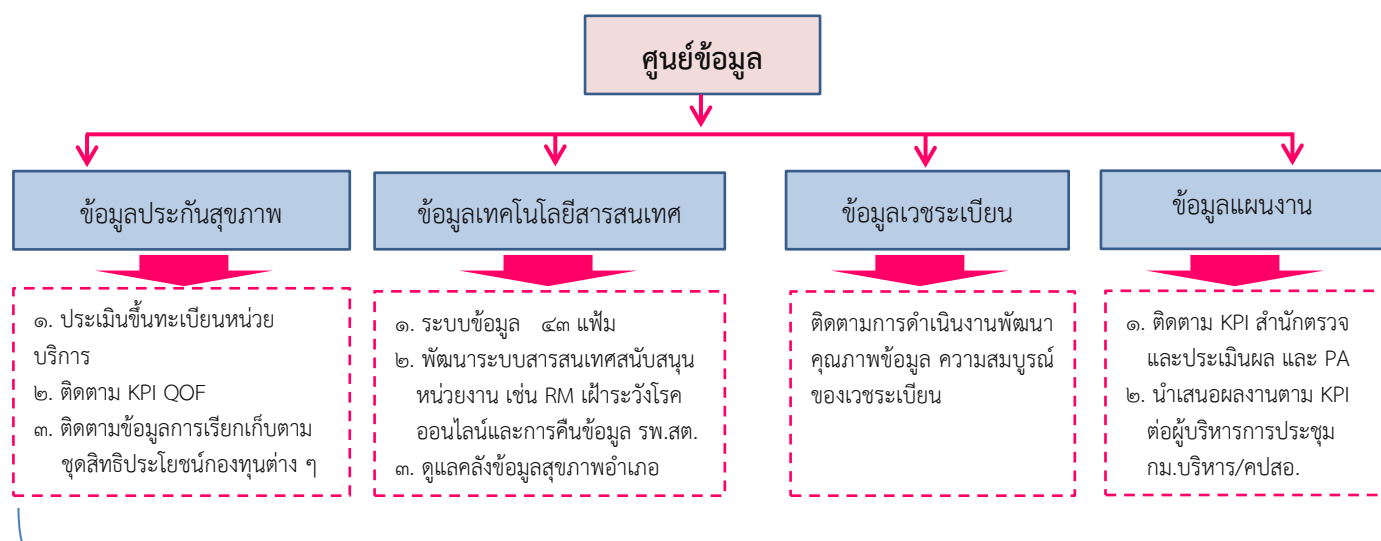 ศูนย์ข้อมูล
ข้อมูลประกันสุขภาพ
ข้อมูลเทคโนโลยีสารสนเทศ
ข้อมูลเวชระเบียน
ข้อมูลแผนงาน
๑. ประเมินขึ้นทะเบียนหน่วย
บริการ
๒. ติดตาม KPI QOF
๓. ติดตามข้อมูลการเรียกเก็บตาม
ชุดสิทธิประโยชน์กองทุนต่าง ๆ
๑. ระบบข้อมูล ๔๓ แฟ้ม
๒. พัฒนาระบบสารสนเทศสนับสนุน
หน่วยงาน เช่น RM เฝ้าระวังโรค
ออนไลน์และการคืนข้อมูล รพ.สต.
๓. ดูแลคลังข้อมูลสุขภาพอำเภอ
ติดตามการดำเนินงานพัฒนา
คุณภาพข้อมูล ความสมบูรณ์
ของเวชระเบียน
๑. ติดตาม KPI สำนักตรวจ
และประเมินผล และ PA
๒. นำเสนอผลงานตาม KPI
ต่อผู้บริหารการประชุม
กม.บริหาร/คปสอ.